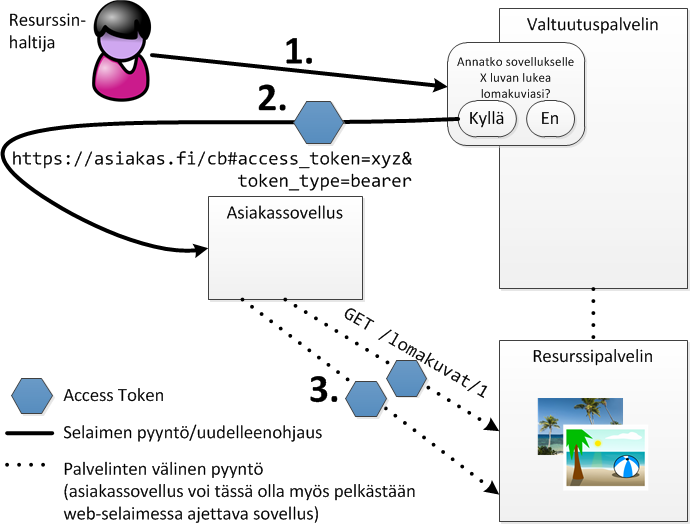 Resurssin-
haltija
1.
Valtuutuspalvelin
Annatko sovellukselle
X luvan lukea
lomakuviasi?
Kyllä
En
2.
https://asiakas.fi/cb#access_token=xyz&
token_type=bearer
Asiakassovellus
GET /lomakuvat/1
3.
Resurssipalvelin
Access Token
Selaimen pyyntö/uudelleenohjaus
Palvelinten välinen pyyntö
(asiakassovellus voi tässä olla myös pelkästään
web-selaimessa ajettava sovellus)